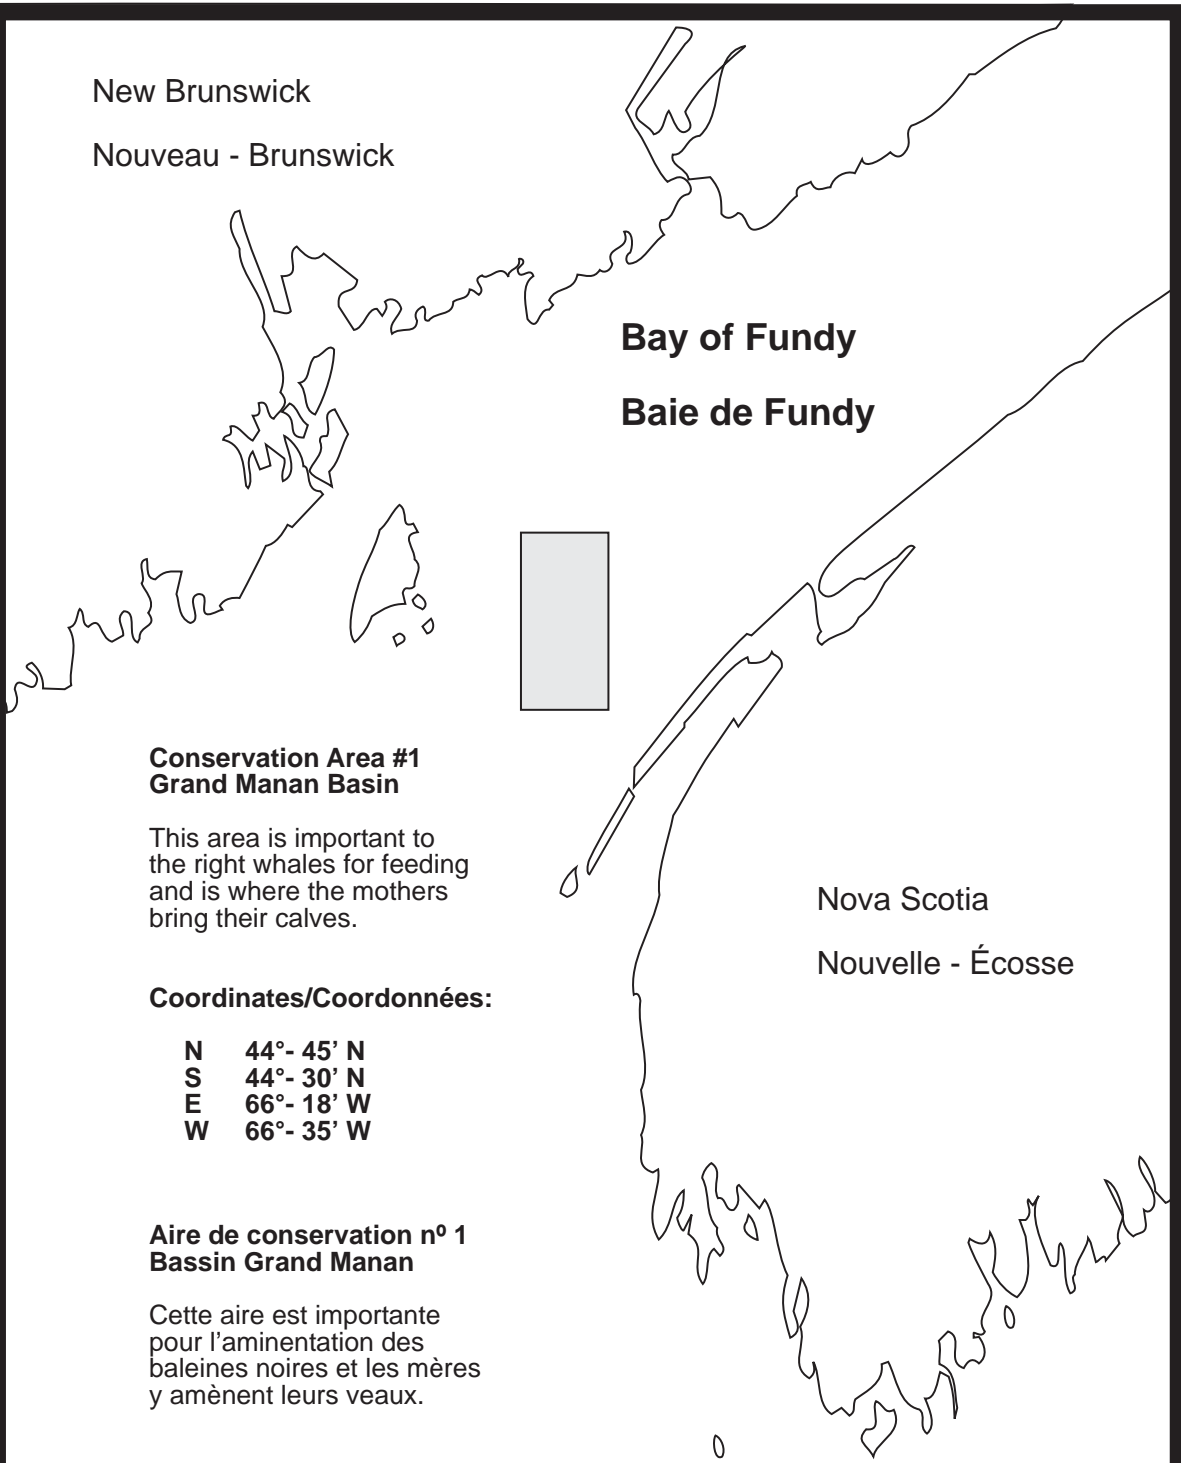 New Brunswick
Nouveau - Brunswick
Bay of Fundy
Baie de Fundy
Conservation Area #1
Grand Manan Basin
This area is important to
the right whales for feeding
and is where the mothers
bring their calves.
Nova Scotia
Nouvelle - Écosse
Coordinates/Coordonnées:
N 44°- 45’ N
S 44°- 30’ N
E 66°- 18’ W
W 66°- 35’ W
Aire de conservation nº 1
Bassin Grand Manan
Cette aire est importante
pour l’aminentation des
baleines noires et les mères
y amènent leurs veaux.